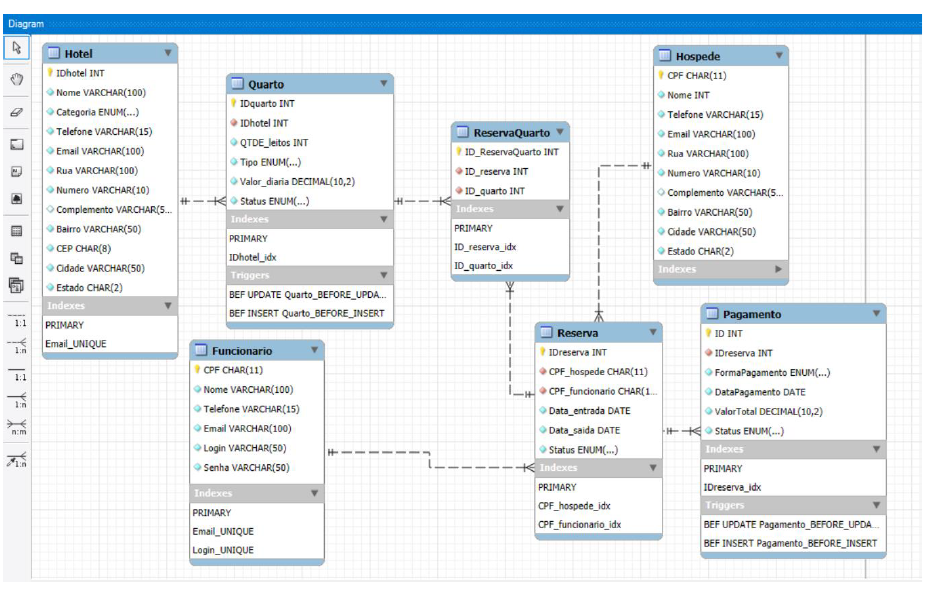 Diagram
Hotel
IDhotel INT
Nome VARCHAR(100)
Categoria ENUM(...)
Telefone VARCHAR(15)
Email VARCHAR(100)
Rua VARCHAR(100)
Numero VARCHAR(10)
Complemento VARCHAR(5...
Bairro VARCHAR(50)
CEP CHAR(8)
Cidade VARCHAR(50)
Estado CHAR(2)
Indexes
PRIMARY
Email_UNIQUE
Quarto
IDquarto INT
IDhotel INT
QTDE_leitos INT
Tipo ENUM(...)
Valor_diaria DECIMAL(10,2)
Status ENUM(...)
Indexes
PRIMARY
IDhotel_idx
Triggers
BEF UPDATE Quarto_BEFORE_UPDA...
BEF INSERT Quarto_BEFORE_INSERT
ReservaQuarto
ID_ReservaQuarto INT
ID_reserva INT
ID_quarto INT
Indexes
PRIMARY
ID_reserva_idx
ID_quarto_idx
Hospede
CPF CHAR(11)
Nome INT
Telefone VARCHAR(15)
Email VARCHAR(100)
Rua VARCHAR(100)
Numero VARCHAR(10)
Complemento VARCHAR(5...
Bairro VARCHAR(50)
Cidade VARCHAR(50)
Estado CHAR(2)
Indexes
Funcionario
CPF CHAR(11)
Nome VARCHAR(100)
Telefone VARCHAR(15)
Email VARCHAR(100)
Login VARCHAR(50)
Senha VARCHAR(50)
Indexes
PRIMARY
Email_UNIQUE
Login_UNIQUE
Reserva
IDreserva INT
CPF_hospede CHAR(11)
CPF_funcionario CHAR(1...
Data_entrada DATE
Data_saida DATE
Status ENUM(...)
Indexes
PRIMARY
CPF_hospede_idx
CPF_funcionario_idx
Pagamento
ID INT
IDreserva INT
FormaPagamento ENUM(...)
DataPagamento DATE
ValorTotal DECIMAL(10,2)
Status ENUM(...)
Indexes
PRIMARY
IDreserva_idx
Triggers
BEF UPDATE Pagamento_BEFORE_UPDA...
BEF INSERT Pagamento_BEFORE_INSERT
1:1
1:n
1:1
1:n
n:m
1:n